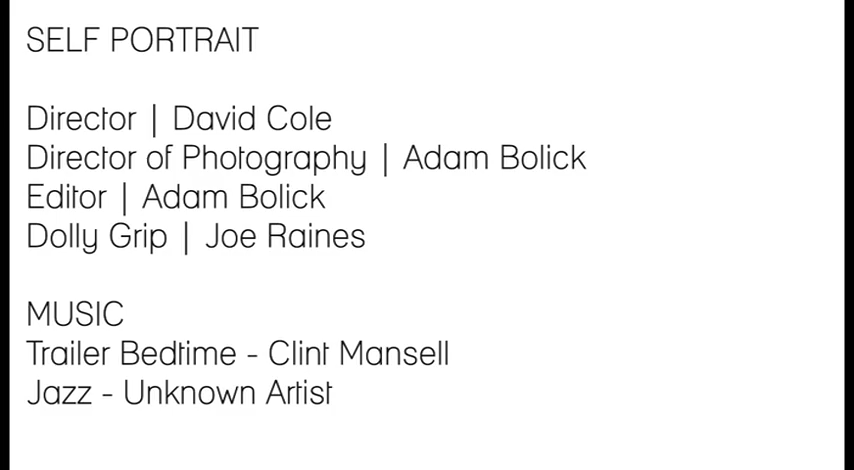 SELF PORTRAIT
Director | David Cole
Director of Photography | Adam Bolick
Editor | Adam Bolick
Dolly Grip | Joe Raines
MUSIC
Trailer Bedtime - Clint Mansell
Jazz - Unknown Artist